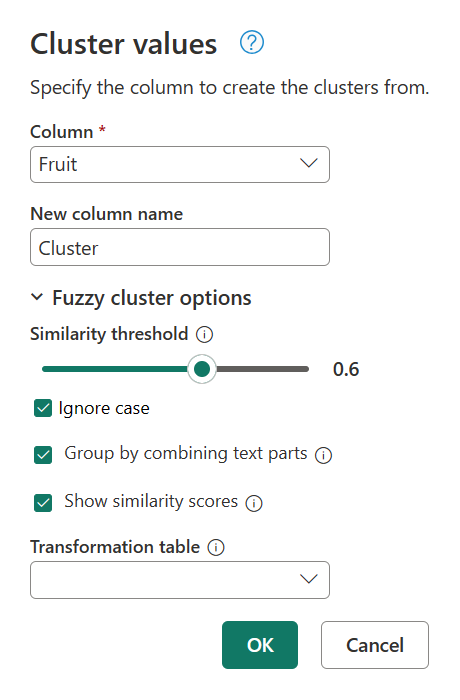 Cluster values
Specify the column to create the clusters from.
Column *
Fruit
New column name
Cluster
Fuzzy cluster options
Similarity threshold
0.6
Ignore case
Group by combining text parts
Show similarity scores
Transformation table
OK Cancel